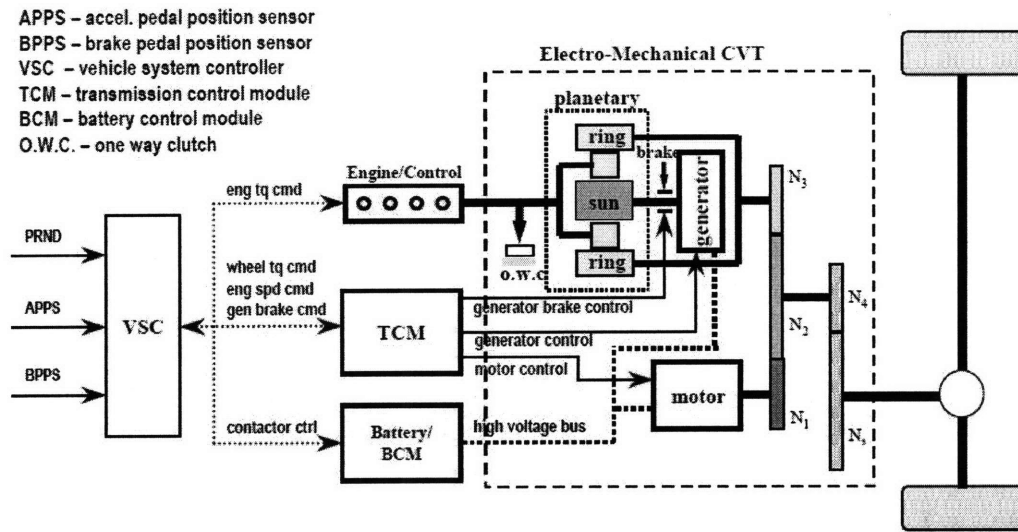 APPS – accel. pedal position sensor
BPPS – brake pedal position sensor
VSC – vehicle system controller
TCM – transmission control module
BCM – battery control module
O.W.C. – one way clutch
Electro-Mechanical CVT
planetary
ring
brake
Engine/Control
eng tq cmd
sun
generator
N3
o.w.c
ring
PRND
wheel tq cmd
eng spd cmd
gen brake cmd
APPS
VSC
TCM
generator brake control
generator control
motor control
N2
N4
BPPS
motor
N1
contactor ctrl
Battery/
BCM
high voltage bus
N5